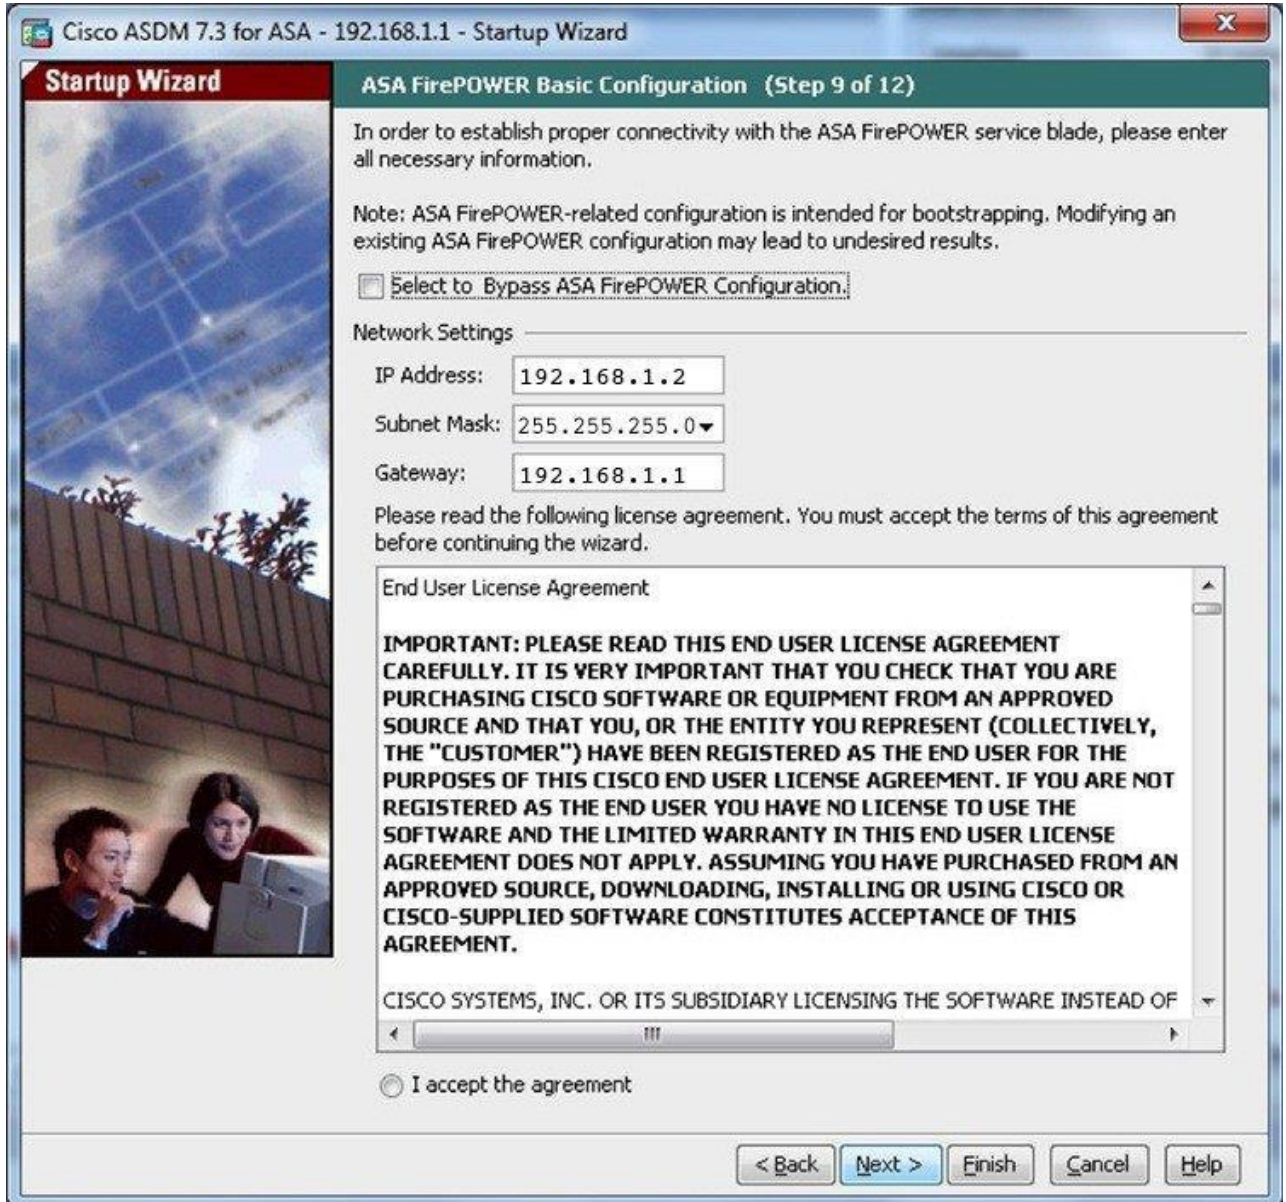 Cisco ASDM 7.3 for ASA - 192.168.1.1 - Startup Wizard
Startup Wizard
ASA FirePOWER Basic Configuration (Step 9 of 12)
In order to establish proper connectivity with the ASA FirePOWER service blade, please enter
all necessary information.
Note: ASA FirePOWER-related configuration is intended for bootstrapping. Modifying an
existing ASA FirePOWER configuration may lead to undesired results.
Select to Bypass ASA FirePOWER Configuration.
Network Settings
IP Address: 192.168.1.2
Subnet Mask: 255.255.255.0
Gateway: 192.168.1.1
Please read the following license agreement. You must accept the terms of this agreement
before continuing the wizard.
End User License Agreement
IMPORTANT: PLEASE READ THIS END USER LICENSE AGREEMENT
CAREFULLY. IT IS VERY IMPORTANT THAT YOU CHECK THAT YOU ARE
PURCHASING CISCO SOFTWARE OR EQUIPMENT FROM AN APPROVED
SOURCE AND THAT YOU, OR THE ENTITY YOU REPRESENT (COLLECTIVELY,
THE "CUSTOMER") HAVE BEEN REGISTERED AS THE END USER FOR THE
PURPOSES OF THIS CISCO END USER LICENSE AGREEMENT. IF YOU ARE NOT
REGISTERED AS THE END USER YOU HAVE NO LICENSE TO USE THE
SOFTWARE AND THE LIMITED WARRANTY IN THIS END USER LICENSE
AGREEMENT DOES NOT APPLY. ASSUMING YOU HAVE PURCHASED FROM AN
APPROVED SOURCE, DOWNLOADING, INSTALLING OR USING CISCO OR
CISCO-SUPPLIED SOFTWARE CONSTITUTES ACCEPTANCE OF THIS
AGREEMENT.
CISCO SYSTEMS, INC. OR ITS SUBSIDIARY LICENSING THE SOFTWARE INSTEAD OF
I accept the agreement
< Back Next > Finish Cancel Help